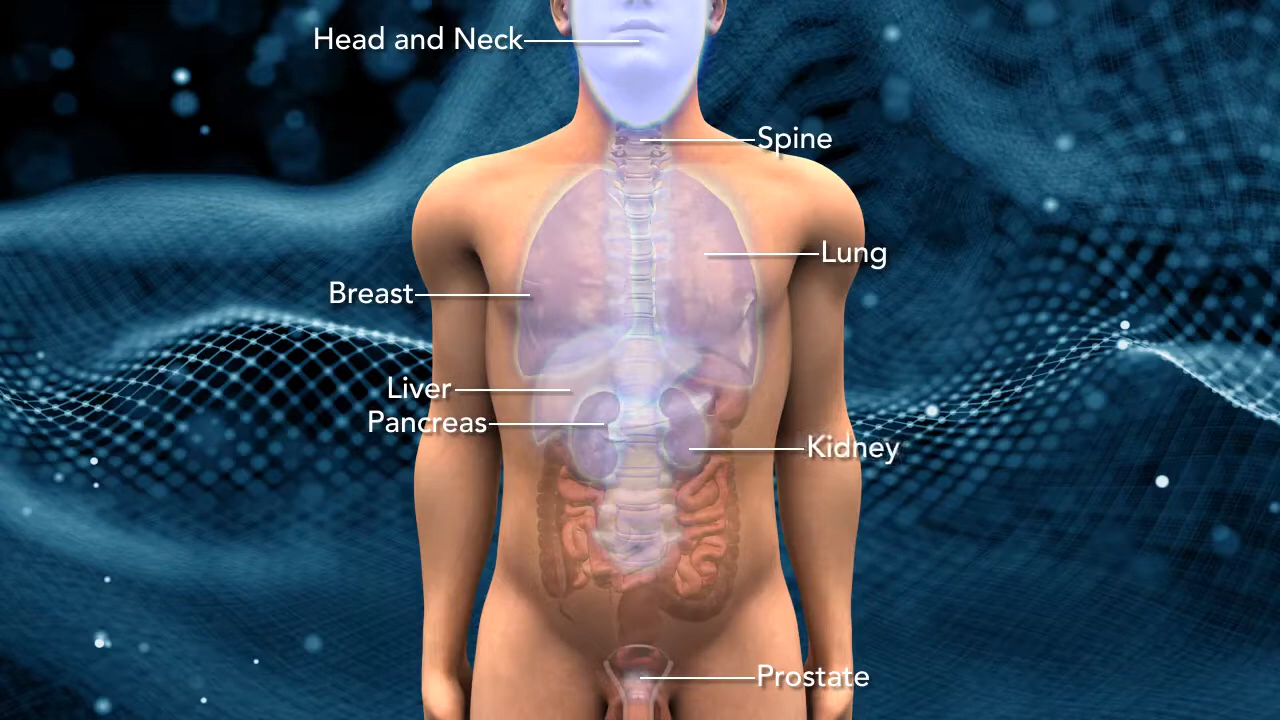 Head and Neck
Spine
Lung
Breast
Liver
Pancreas
Kidney
Prostate